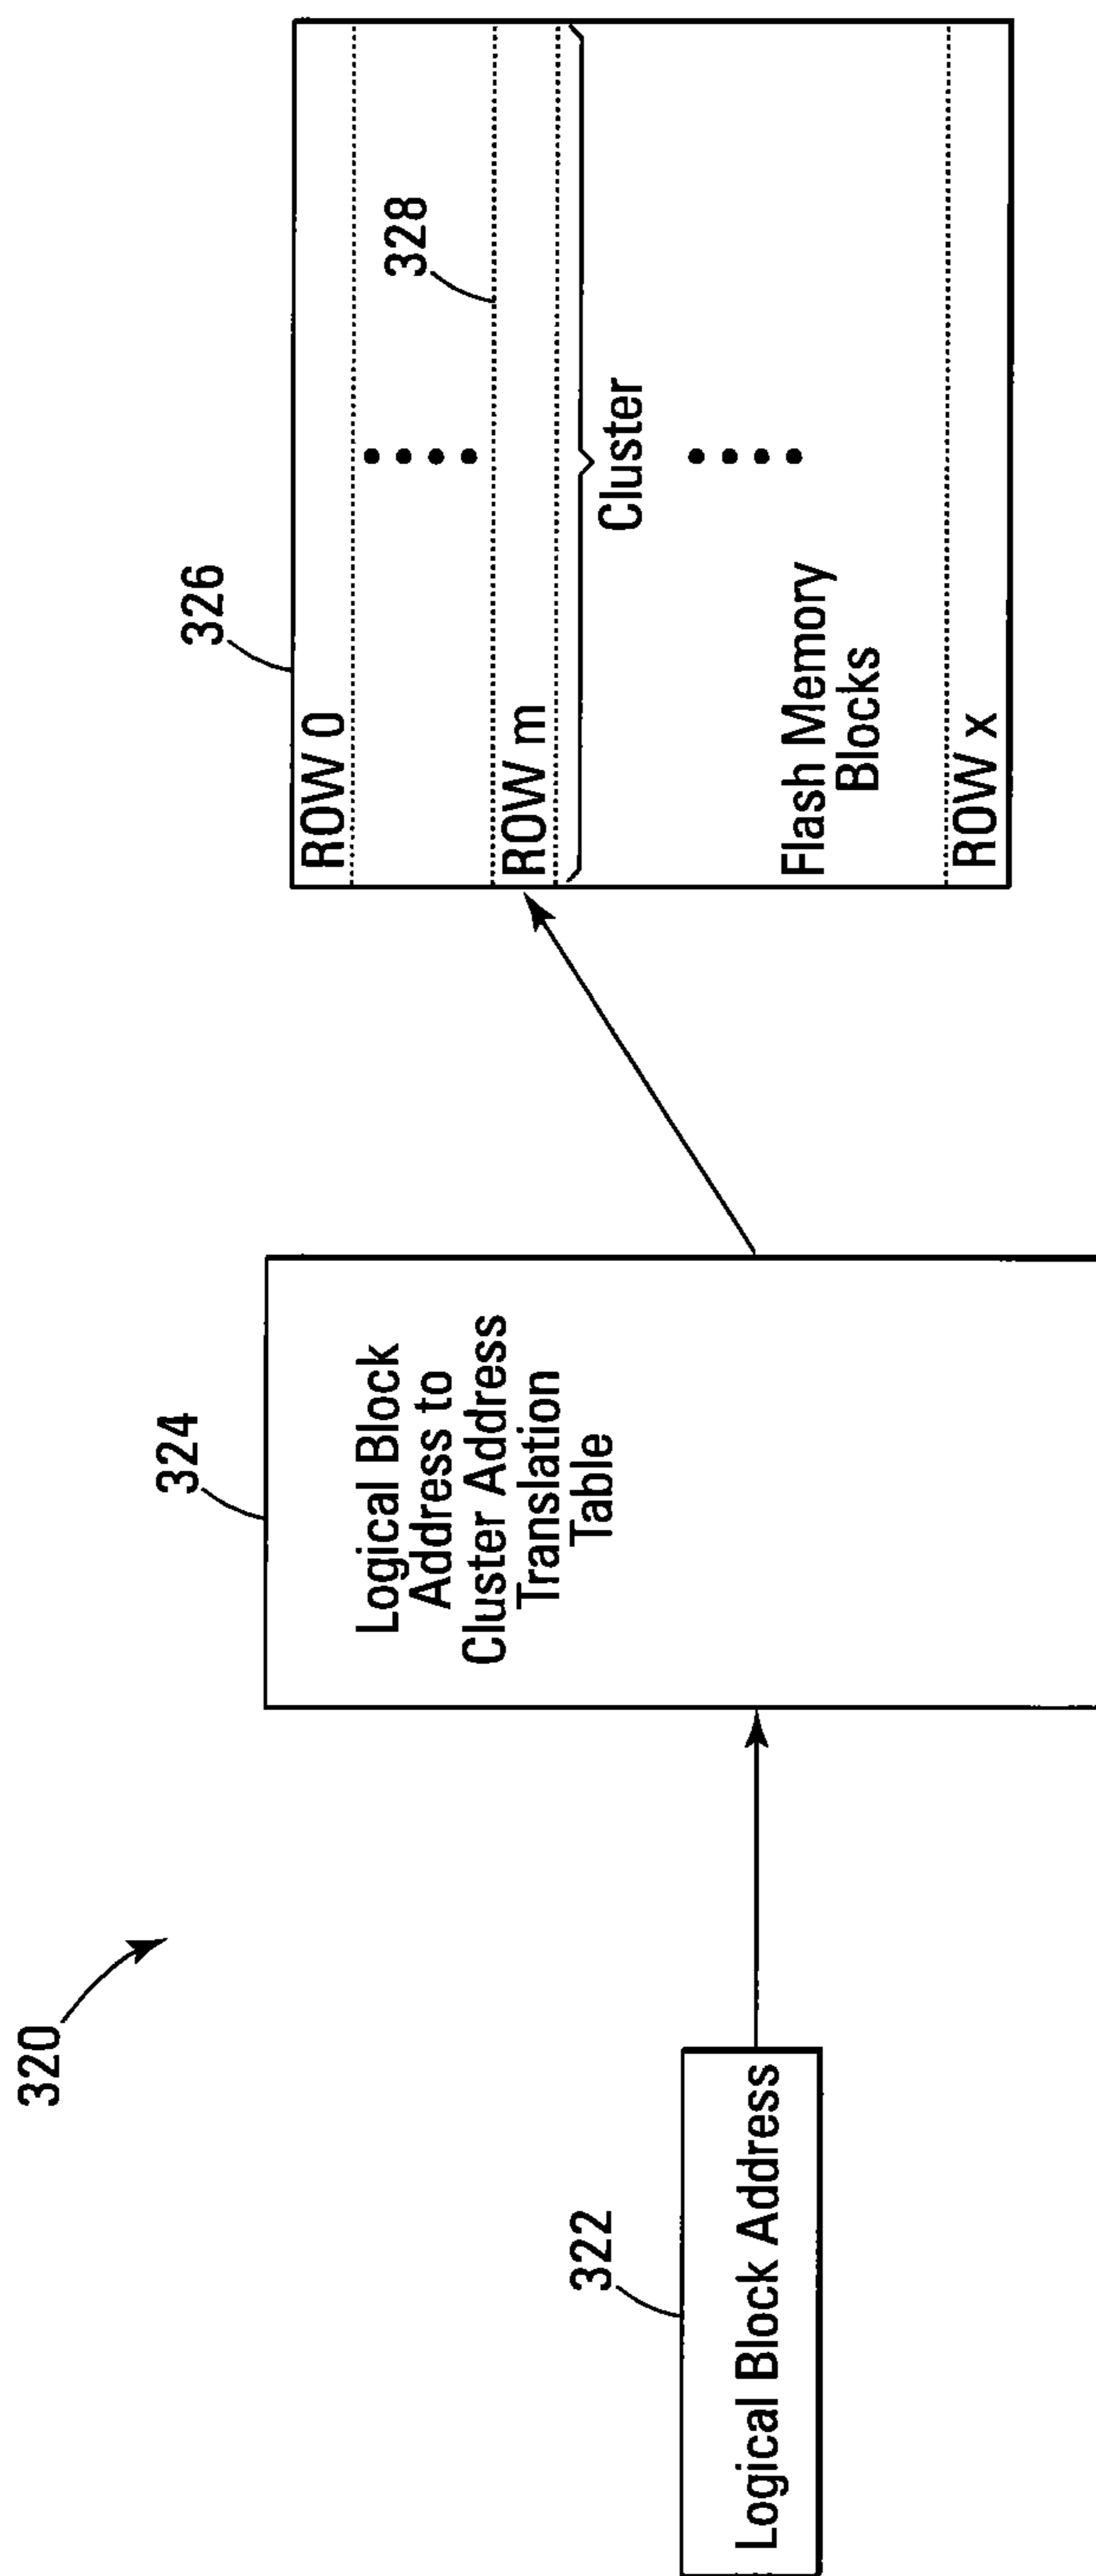 320
322
Logical Block Address
324
Logical Block
Address to
Cluster Address
Translation
Table
326
ROW 0
328
ROW m
Cluster
Flash Memory
Blocks
ROW x